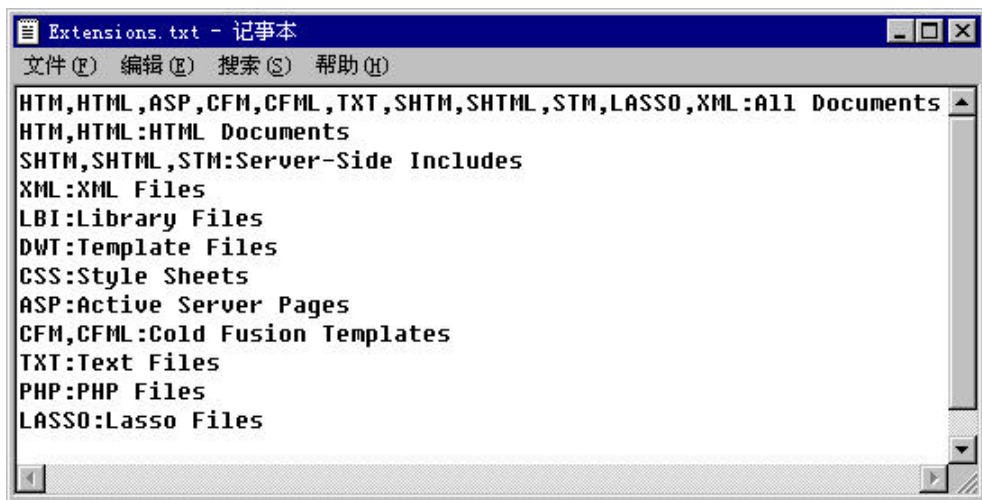 Extensions.txt - 记事本
文件(F) 编辑(E) 搜索(S) 帮助(H)
HTM,HTML,ASP,CFM,CFML,TXT,SHTM,SHTML,STM,LASSO,XML:All Documents
HTM,HTML:HTML Documents
SHTM,SHTML,STM:Server-Side Includes
XML:XML Files
LBI:Library Files
DWT:Template Files
CSS:Style Sheets
ASP:Active Server Pages
CFM,CFML:Cold Fusion Templates
TXT:Text Files
PHP:PHP Files
LASSO:Lasso Files